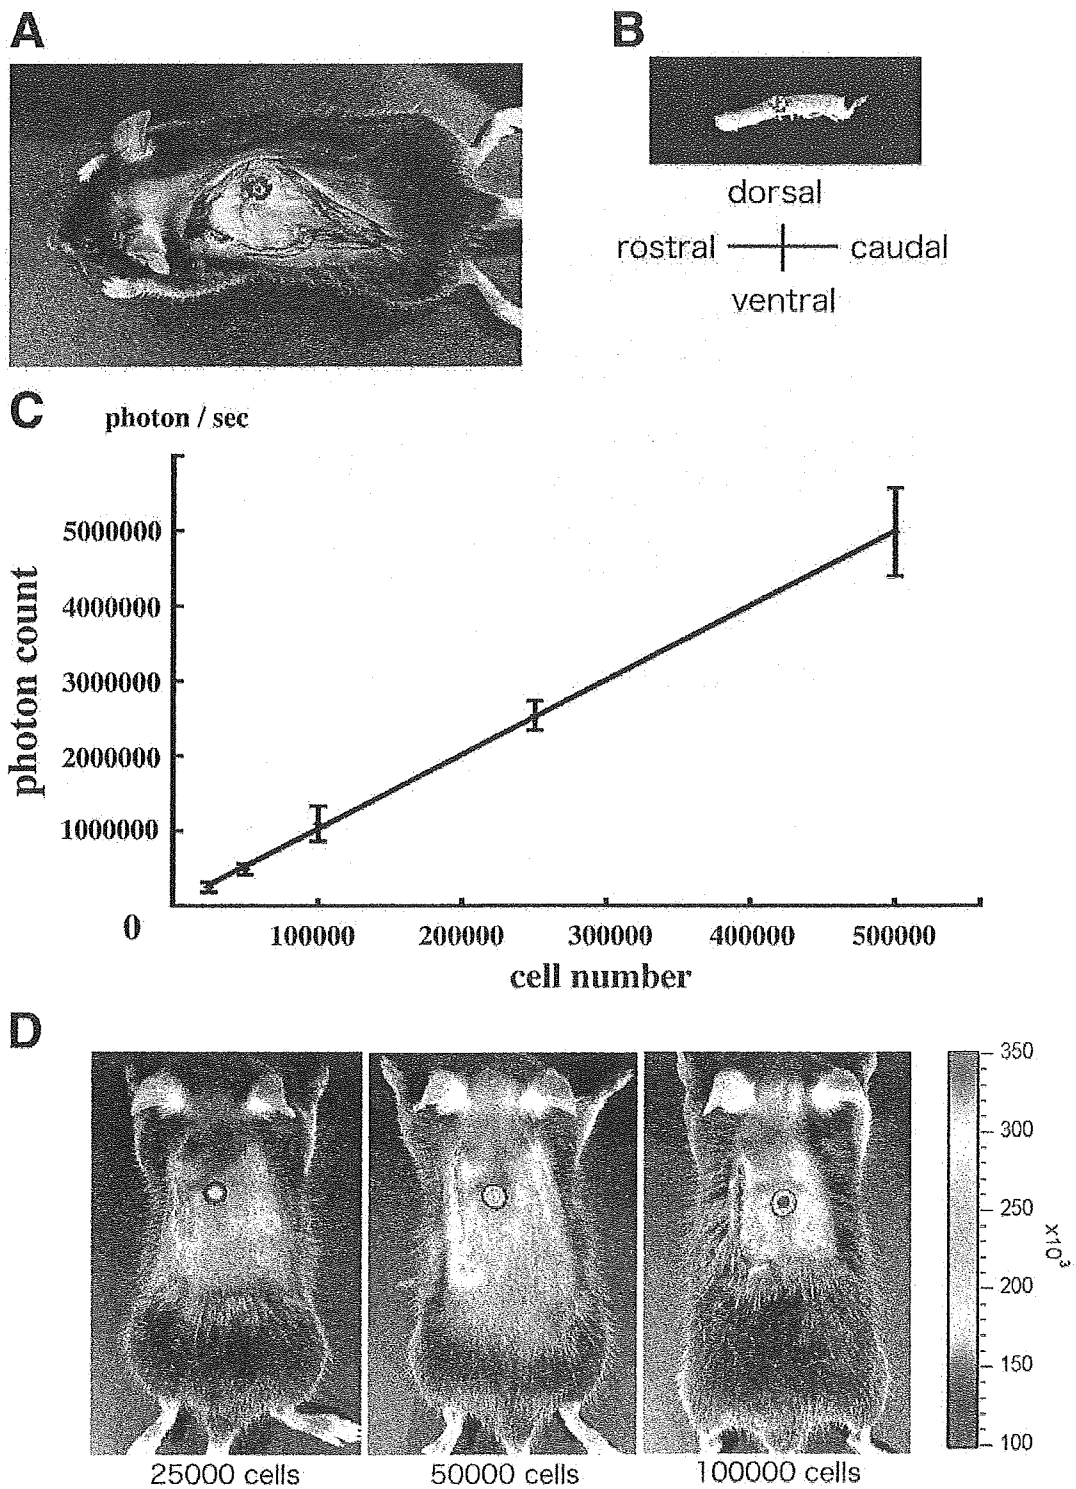 A
B
dorsal
rostral
caudal
ventral
C
photon / sec
photon count
5000000
4000000
3000000
2000000
1000000
0
100000
200000
300000
400000
500000
cell number
D
350
300
250
200
150
100
x10³
25000 cells
50000 cells
100000 cells